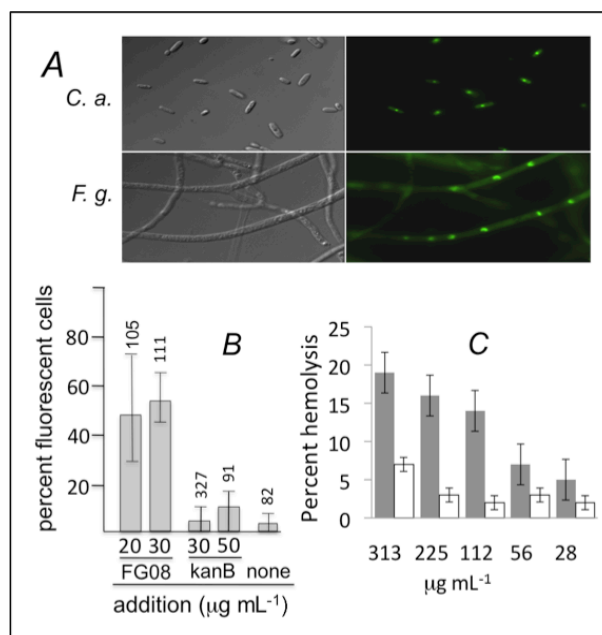 A
C. a.
F. g.
B
percent fluorescent cells
80
60
40
20
105
111
327
91
82
20 30 30 50
FG08 kanB none
addition (µg mL-1)
C
Percent hemolysis
25
20
15
10
5
0
313 225 112 56 28
µg mL-1